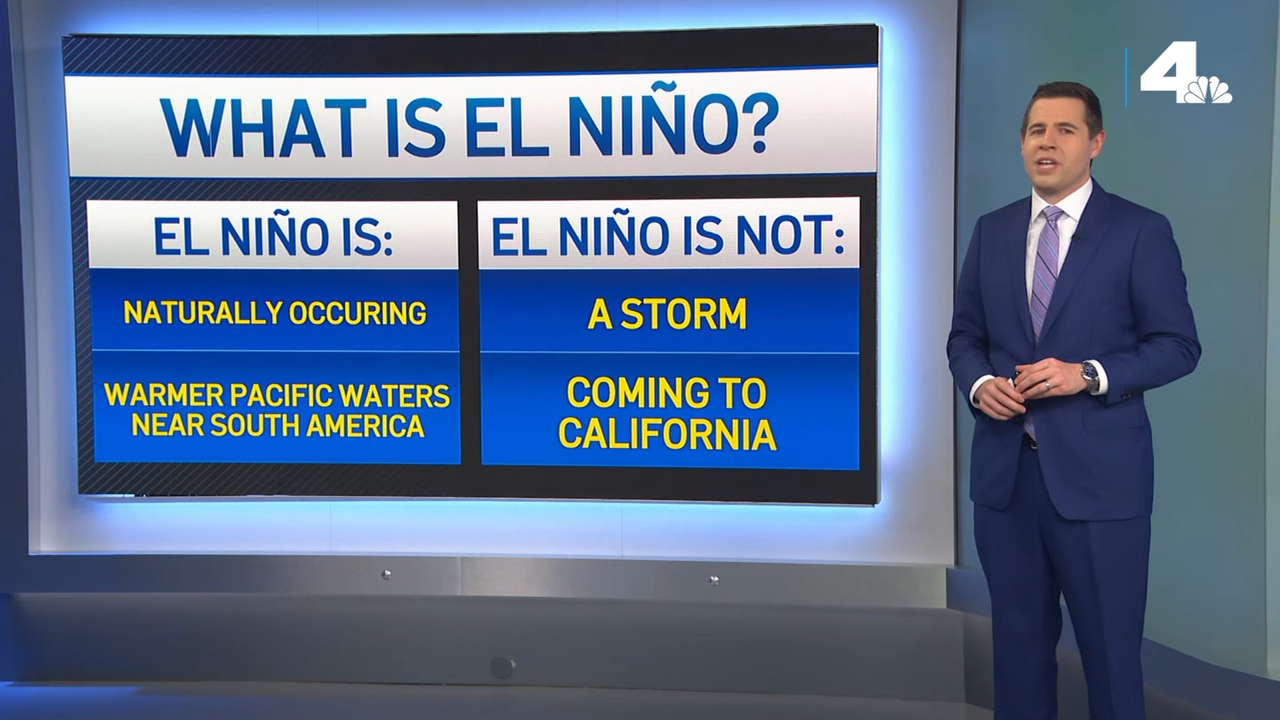 WHAT IS EL NIÑO?
EL NIÑO IS:
NATURALLY OCCURING
WARMER PACIFIC WATERS
NEAR SOUTH AMERICA
EL NIÑO IS NOT:
A STORM
COMING TO
CALIFORNIA
4